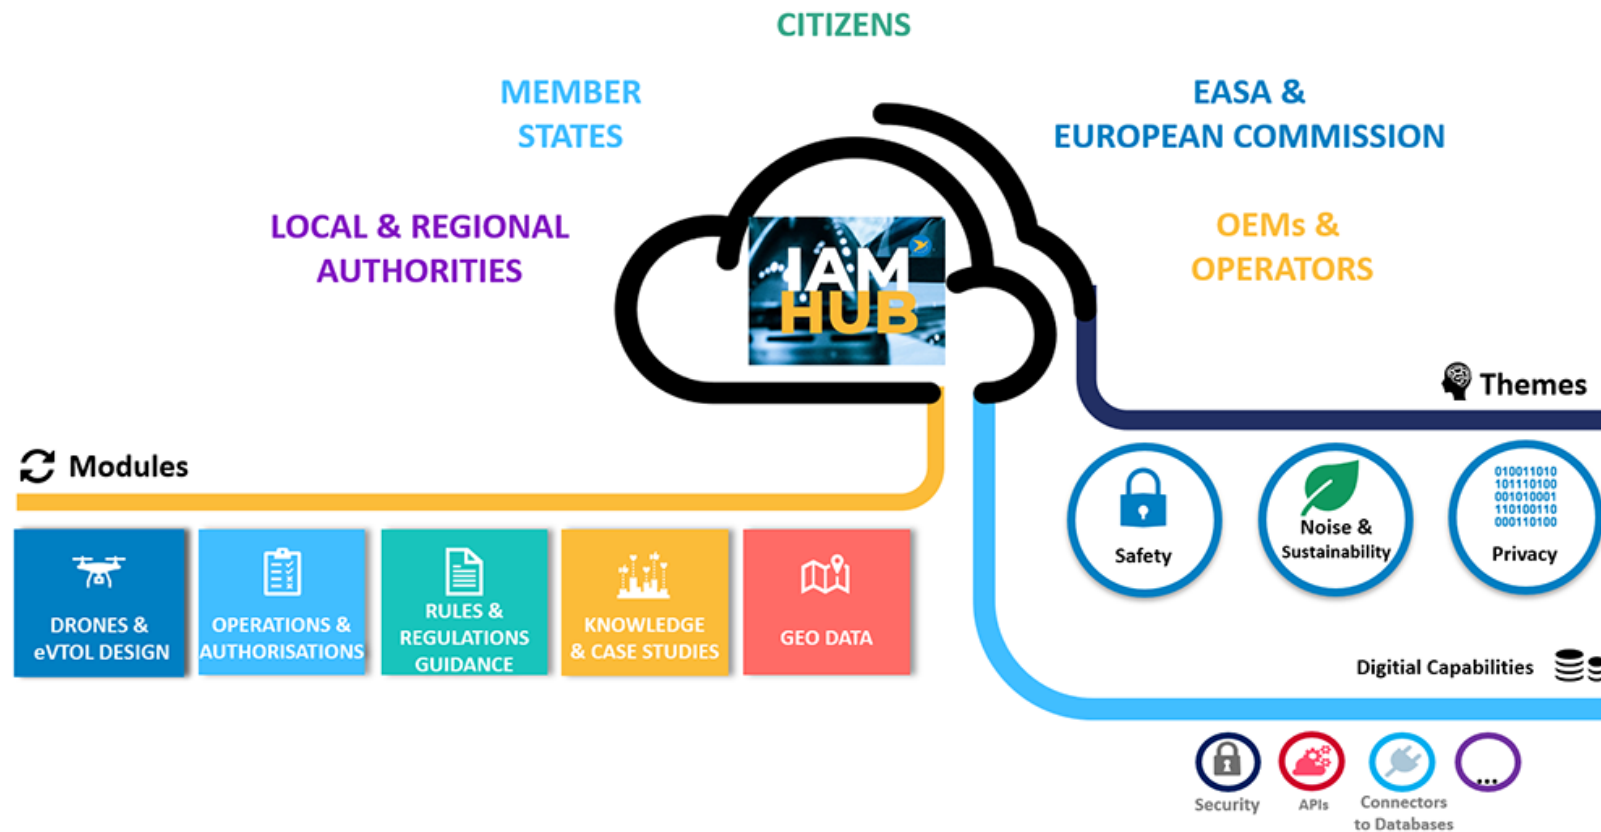 CITIZENS
MEMBER
STATES
EASA &
EUROPEAN COMMISSION
LOCAL & REGIONAL
AUTHORITIES
OEMs &
OPERATORS
IAM
HUB
Themes
Modules
Safety
Noise &
Sustainability
010011010
101110100
001010001
110100110
000110100
Privacy
DRONES &
eVTOL DESIGN
OPERATIONS &
AUTHORISATIONS
RULES &
REGULATIONS
GUIDANCE
KNOWLEDGE
& CASE STUDIES
GEO DATA
Digitial Capabilities
Security
APIs
Connectors
to Databases
...